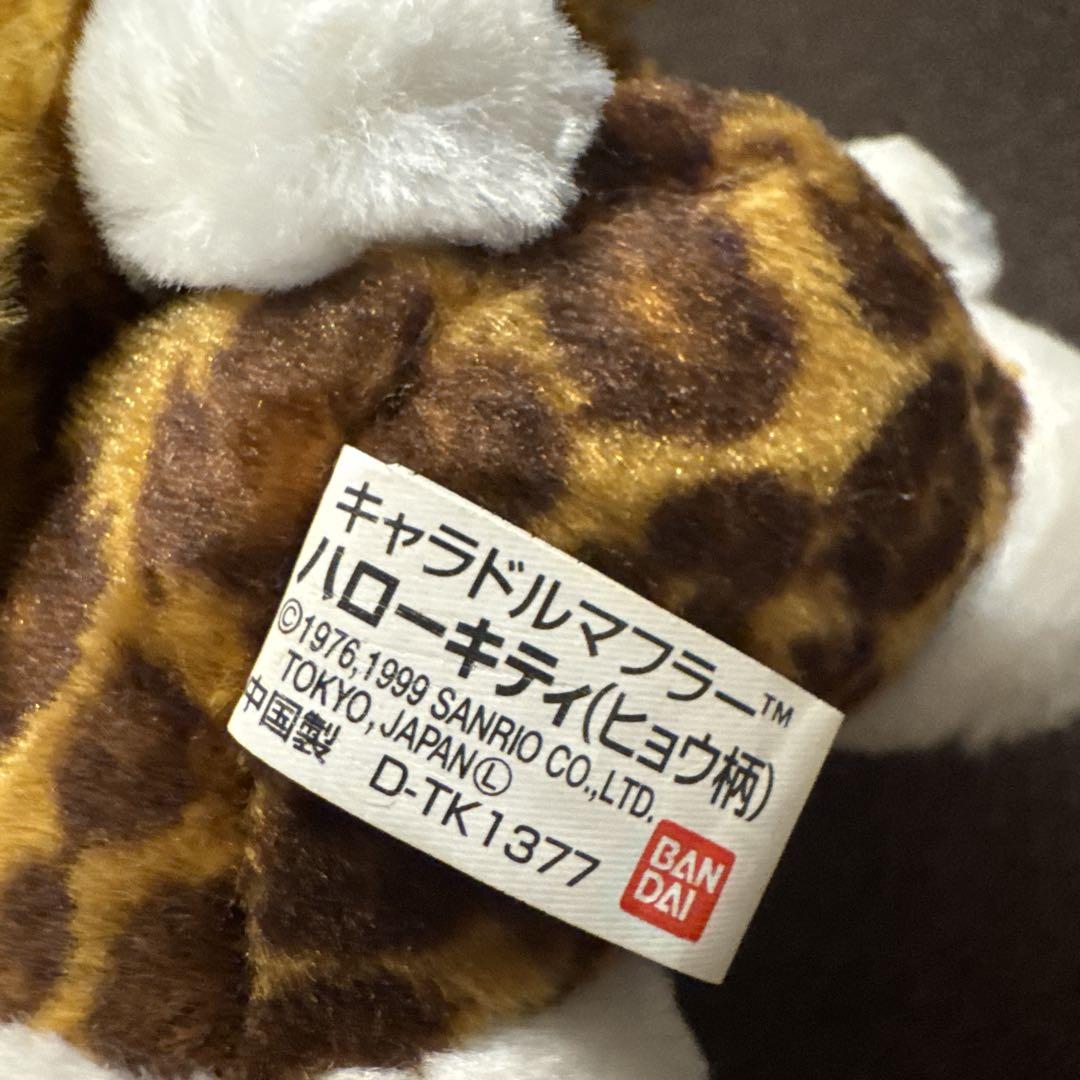 キャラドルマフラー™
ハローキティ(ヒョウ柄)
©1976,1999 SANRIO CO.,LTD.
TOKYO, JAPANⓁ
中国製 D-TK1377
BAN
DAI